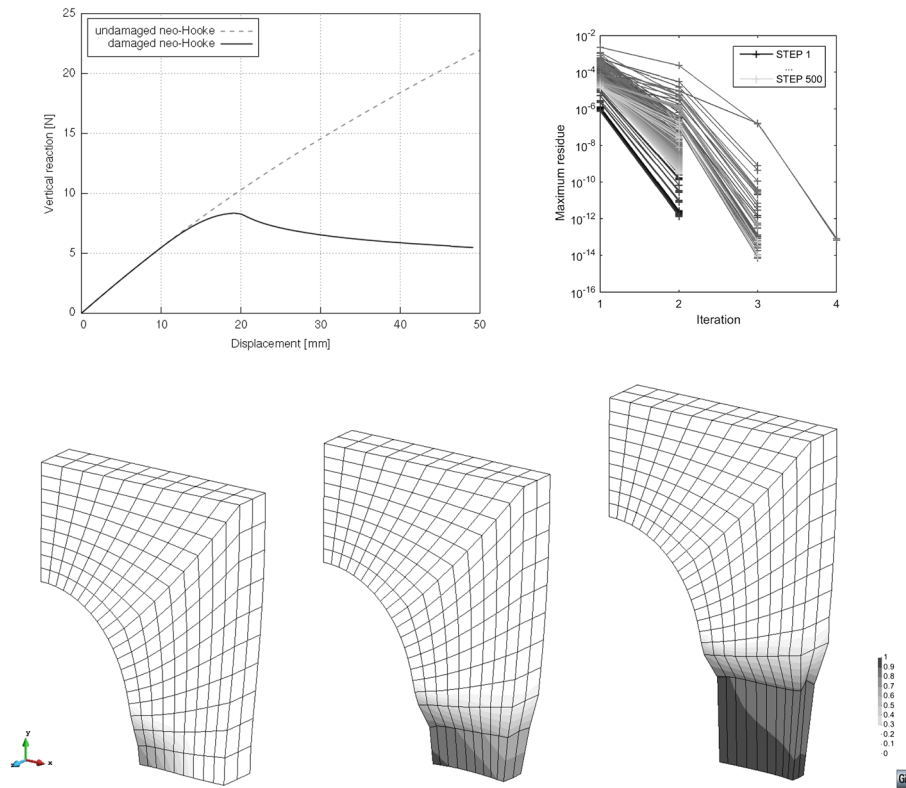 25
20
15
10
5
0
Vertical reaction [N]
undamaged neo-Hooke
damaged neo-Hooke
0 10 20 30 40 50
Displacement [mm]
10-2
10-4
10-6
10-8
10-10
10-12
10-14
10-16
Maximum residue
STEP 1
...
STEP 500
1 2 3 4
Iteration
1
0.9
0.8
0.7
0.6
0.5
0.4
0.3
0.2
0.1
0
y
z
x
Gi